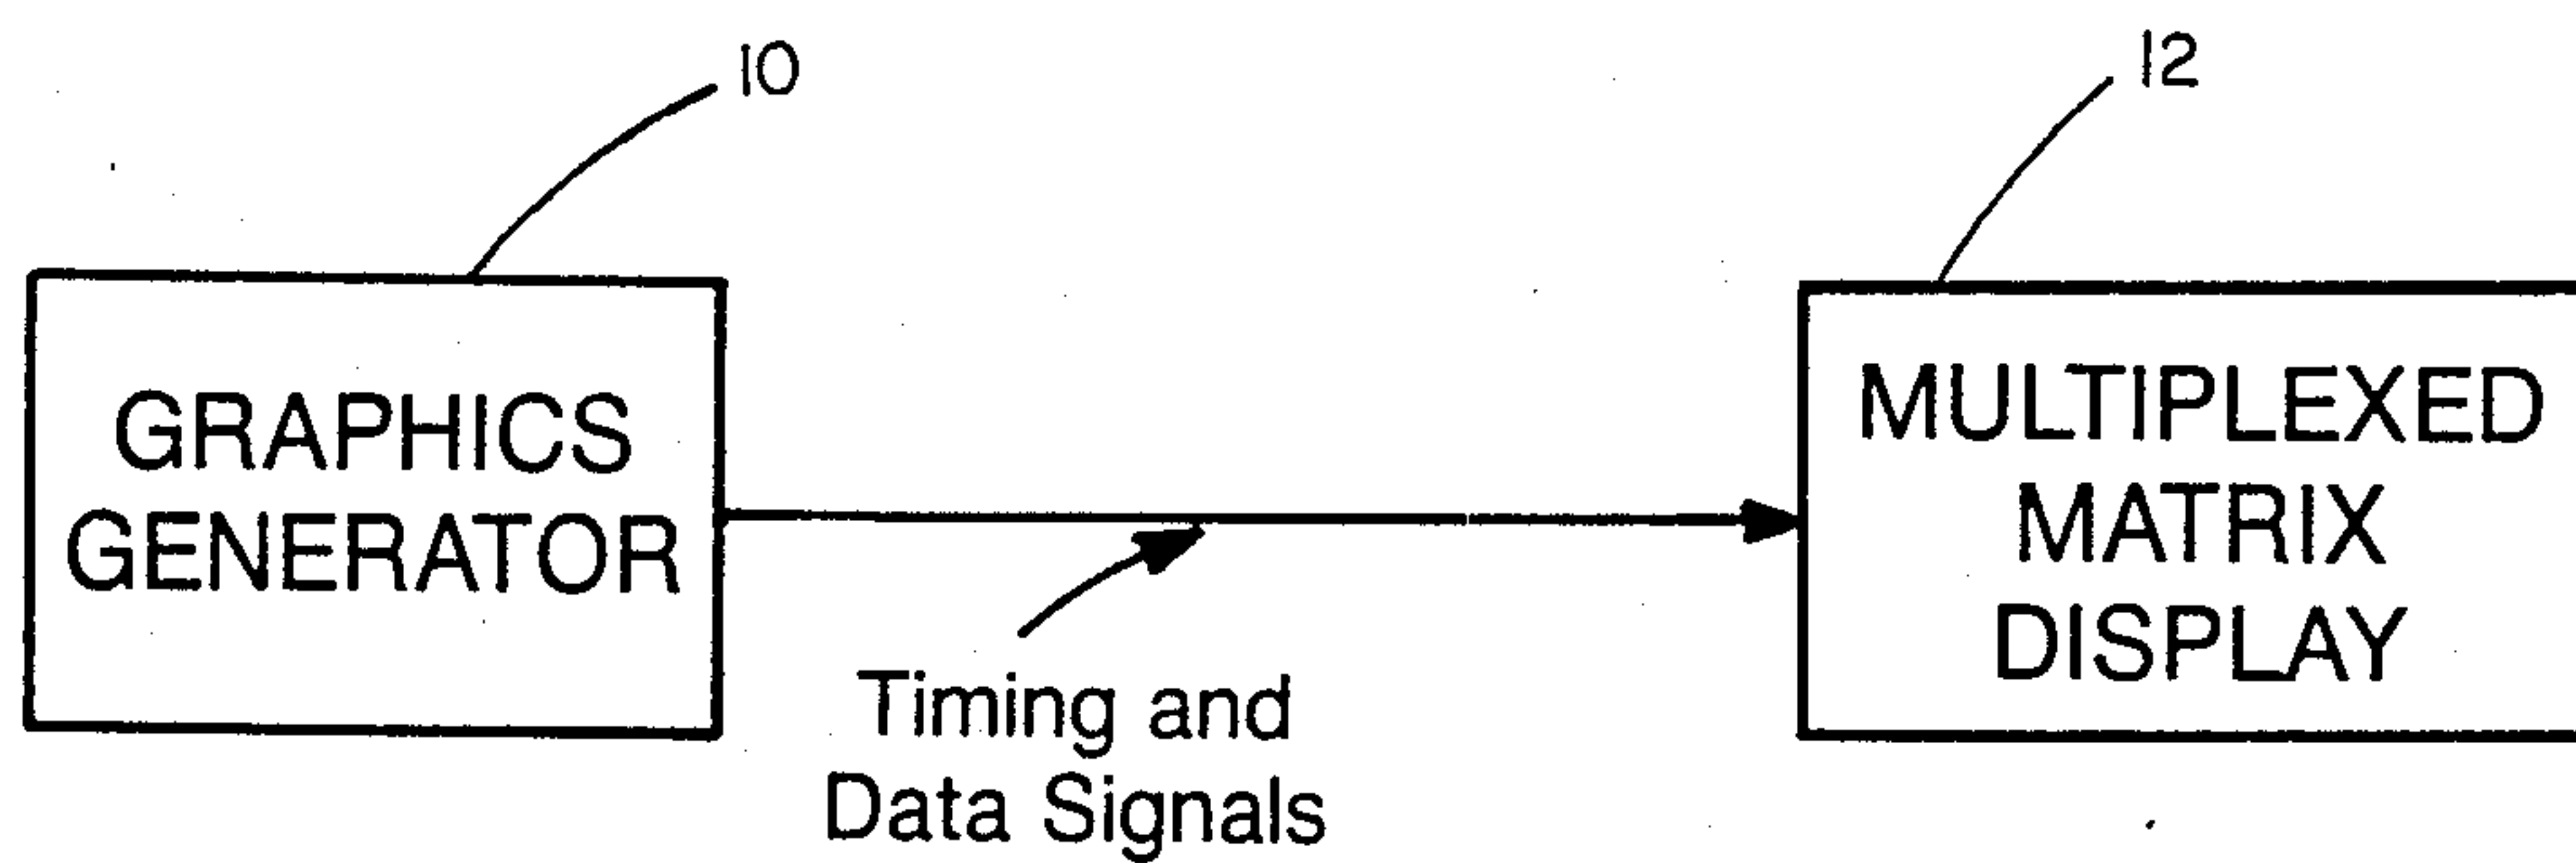 10
12
GRAPHICS
GENERATOR
MULTIPLEXED
MATRIX
DISPLAY
Timing and
Data Signals